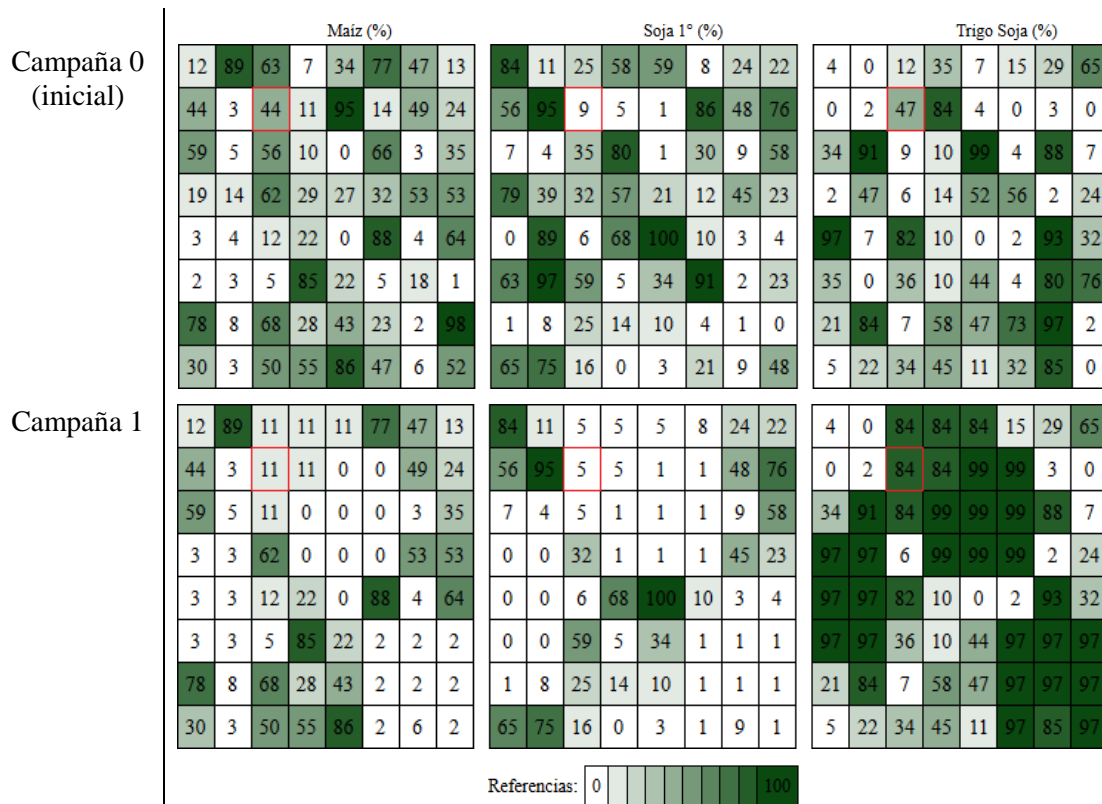 Maíz (%) Soja 1° (%) Trigo Soja (%)
Campaña 0
(inicial)
12 89 63 7 34 77 47 13 84 11 25 58 59 8 24 22 4 0 12 35 7 15 29 65
44 3 44 11 95 14 49 24 56 95 9 5 1 86 48 76 0 2 47 84 4 0 3 0
59 5 56 10 0 66 3 35 7 4 35 80 1 30 9 58 34 91 9 10 99 4 88 7
19 14 62 29 27 32 53 53 79 39 32 57 21 12 45 23 2 47 6 14 52 56 2 24
3 4 12 22 0 88 4 64 0 89 6 68 100 10 3 4 97 7 82 10 0 2 93 32
2 3 5 85 22 5 18 1 63 97 59 5 34 91 2 23 35 0 36 10 44 4 80 76
78 8 68 28 43 23 2 98 1 8 25 14 10 4 1 0 21 84 7 58 47 73 97 2
30 3 50 55 86 47 6 52 65 75 16 0 3 21 9 48 5 22 34 45 11 32 85 0
Campaña 1
12 89 11 11 11 77 47 13 84 11 5 5 5 8 24 22 4 0 84 84 84 15 29 65
44 3 11 11 0 0 49 24 56 95 5 5 1 1 48 76 0 2 84 84 99 99 3 0
59 5 11 0 0 0 3 35 7 4 5 1 1 1 9 58 34 91 84 99 99 99 88 7
3 3 62 0 0 0 53 53 0 0 32 1 1 1 45 23 97 97 6 99 99 99 2 24
3 3 12 22 0 88 4 64 0 0 6 68 100 10 3 4 97 97 82 10 0 2 93 32
3 3 5 85 22 2 2 2 0 0 59 5 34 1 1 1 97 97 36 10 44 97 97 97
78 8 68 28 43 2 2 2 1 8 25 14 10 1 1 1 21 84 7 58 47 97 97 97
30 3 50 55 86 2 6 2 65 75 16 0 3 1 9 1 5 22 34 45 11 97 85 97
Referencias: 0 100